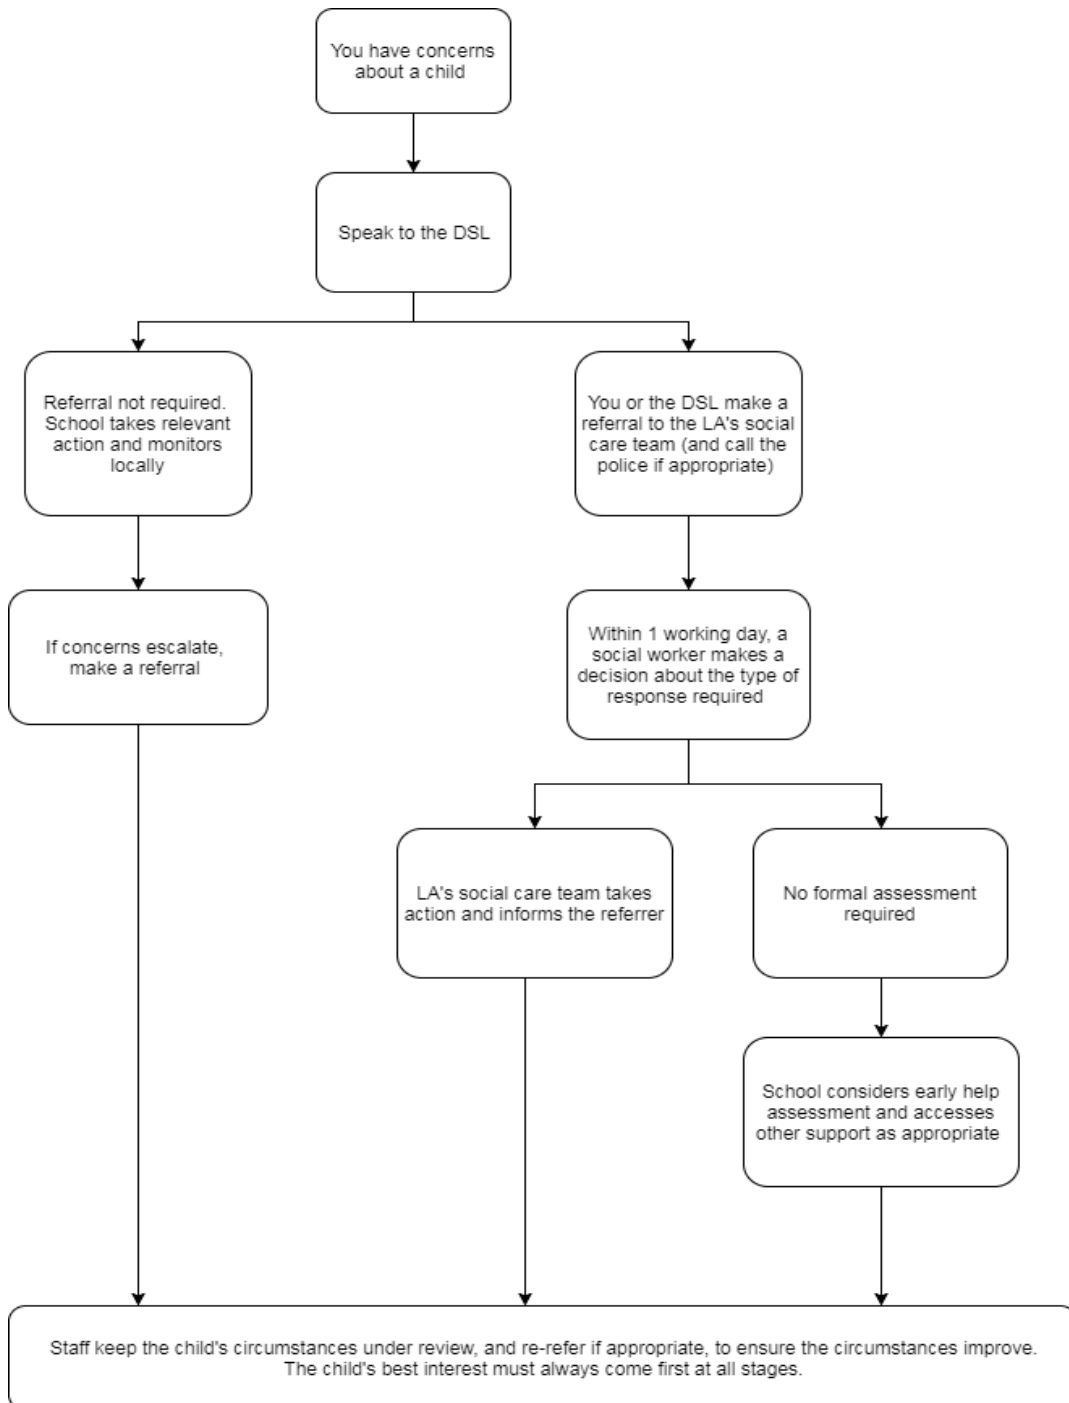 You have concerns
about a child
Speak to the DSL
Referral not required.
School takes relevant
action and monitors
locally
You or the DSL make a
referral to the LA's social
care team (and call the
police if appropriate)
If concerns escalate,
make a referral
Within 1 working day, a
social worker makes a
decision about the type of
response required
LA's social care team takes
action and informs the referrer
No formal assessment
required
School considers early help
assessment and accesses
other support as appropriate
Staff keep the child's circumstances under review, and re-refer if appropriate, to ensure the circumstances improve.
The child's best interest must always come first at all stages.